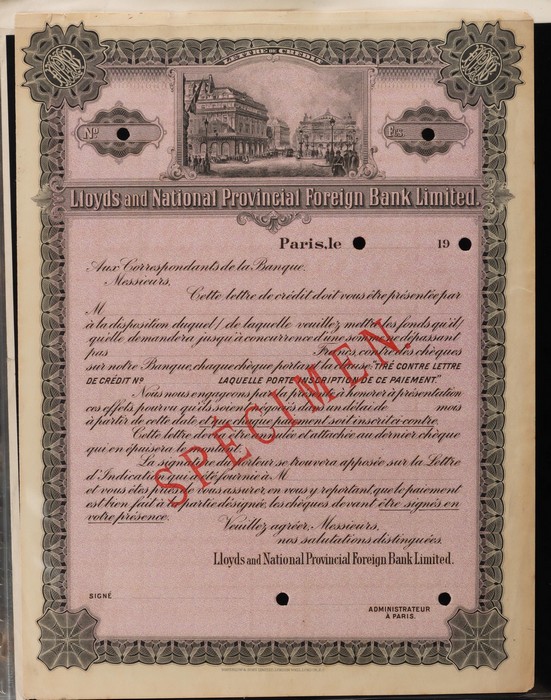 LETTRE DE CRÉDIT
Nº
Fcs.
Lloyds and National Provincial Foreign Bank Limited.
Paris, le 19
Aux Correspondants de la Banque.
Messieurs,
Cette lettre de crédit doit vous être présentée par
M
à la disposition duquel / de laquelle veuillez mettre les fonds qu'il /
qu'elle demandera jusqu'à concurrence d'une somme ne dépassant
pas Francs, contre les chèques
sur notre Banque, chaque chèque portant la clause: "TIRÉ CONTRE LETTRE
DE CRÉDIT Nº LAQUELLE PORTE INSCRIPTION DE CE PAIEMENT."
Nous nous engageons par la présente à honorer à présentation
ces effets, pourvu qu'ils soient négociés dans un délai de mois
à partir de cette date et que chaque paiement soit inscrit ci-contre.
Cette lettre devra être annulée et attachée au dernier chèque
qui en épuisera le montant.
La signature du Porteur se trouvera apposée sur la Lettre
d'Indication qui a été fournie à M
et vous êtes priés de vous assurer, en vous y reportant, que le paiement
est bien fait à la partie désignée, les chèques devant être signés en
votre présence.
Veuillez agréer, Messieurs,
nos salutations distinguées,
Lloyds and National Provincial Foreign Bank Limited.
SIGNÉ
ADMINISTRATEUR
À PARIS.
SPECIMEN